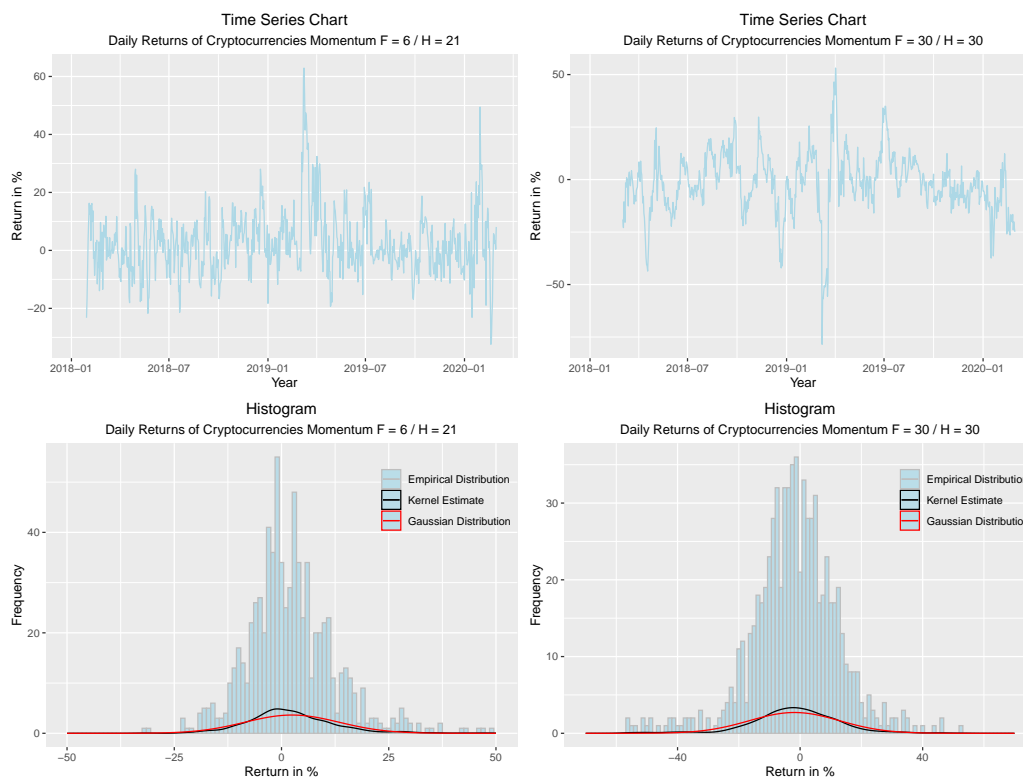 Time Series Chart
Daily Returns of Cryptocurrencies Momentum F = 6 / H = 21
60
40
20
0
−20
Return in %
2018−01
2018−07
2019−01
2019−07
2020−01
Year
Time Series Chart
Daily Returns of Cryptocurrencies Momentum F = 30 / H = 30
50
0
−50
Return in %
2018−01
2018−07
2019−01
2019−07
2020−01
Year
Histogram
Daily Returns of Cryptocurrencies Momentum F = 6 / H = 21
Empirical Distribution
Kernel Estimate
Gaussian Distribution
40
20
0
Frequency
−50
−25
0
25
50
Rerturn in %
Histogram
Daily Returns of Cryptocurrencies Momentum F = 30 / H = 30
Empirical Distribution
Kernel Estimate
Gaussian Distribution
30
20
10
0
Frequency
−40
0
40
Rerturn in %